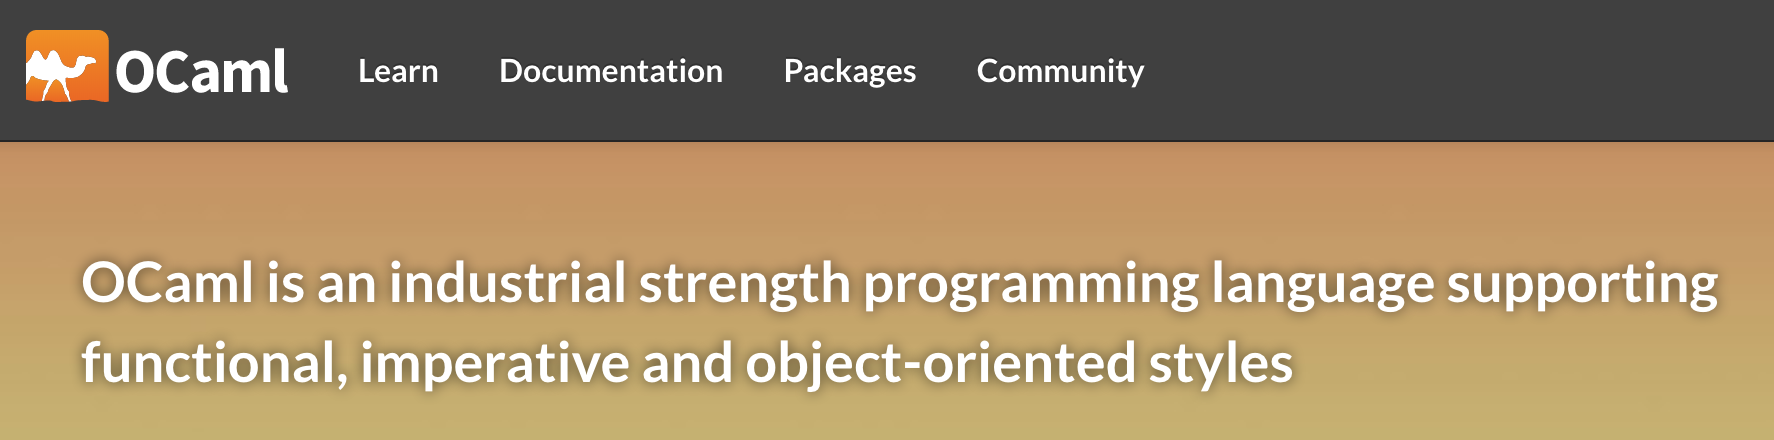 OCaml Learn Documentation Packages Community
OCaml is an industrial strength programming language supporting
functional, imperative and object-oriented styles